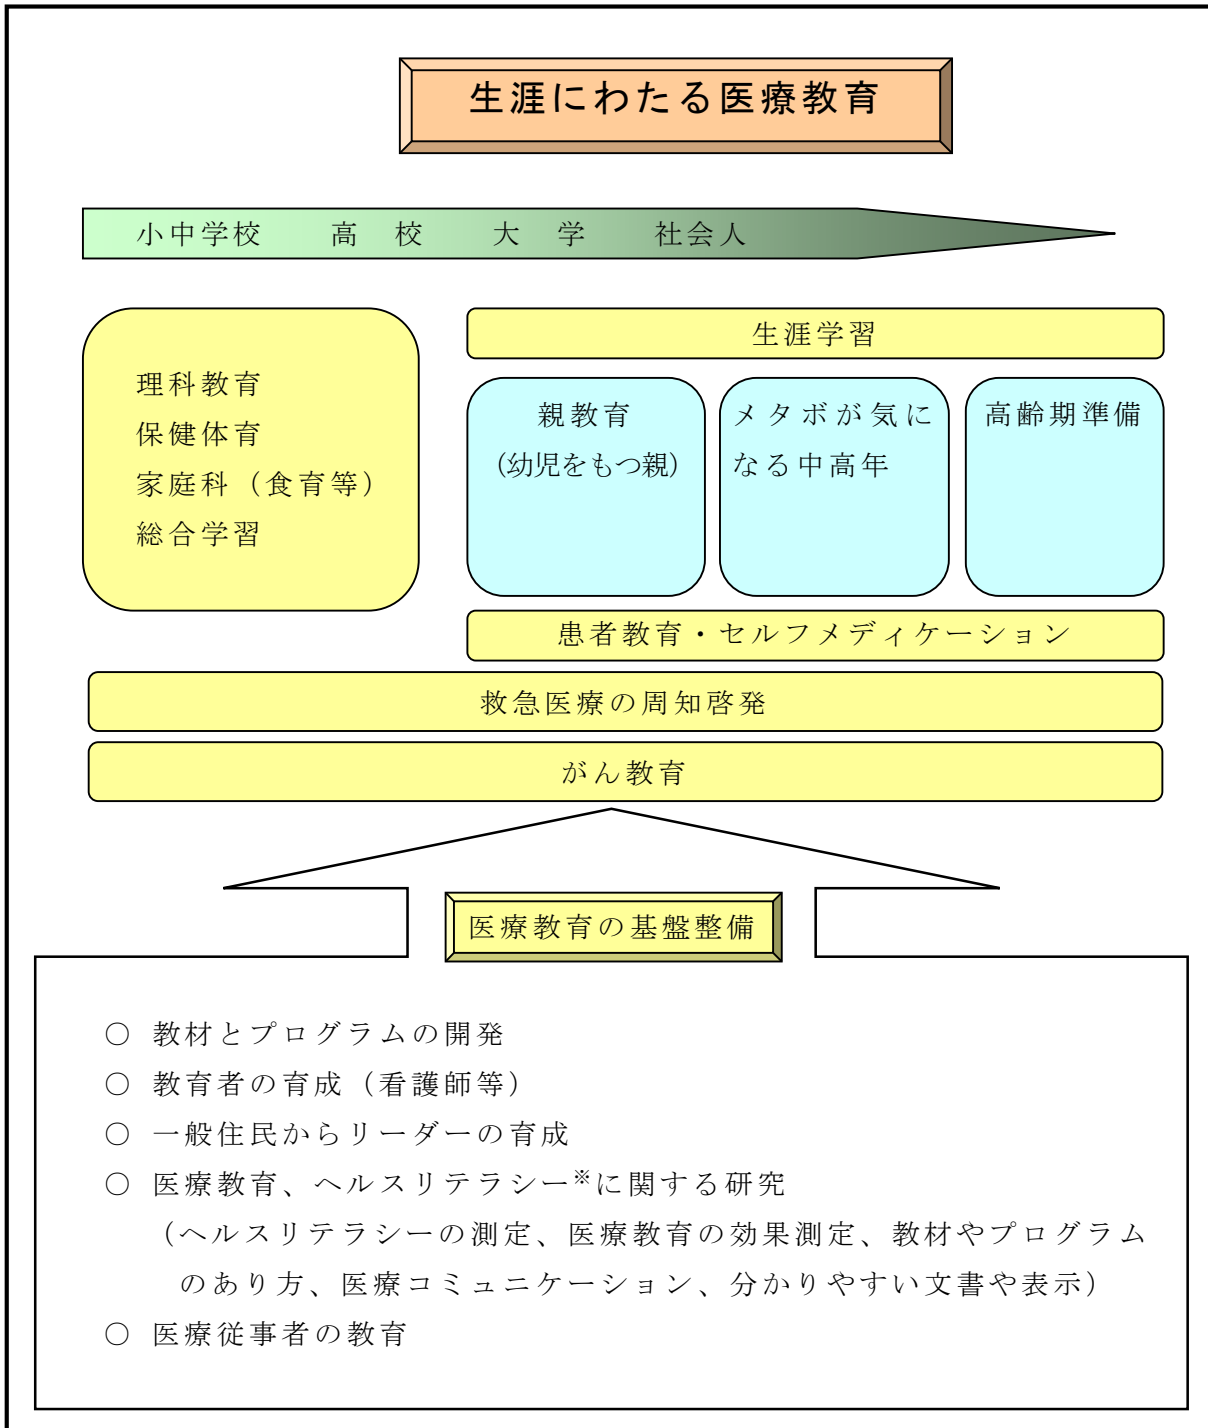 生涯にわたる医療教育
小中学校　高　校　大　学　社会人
理科教育
保健体育
家庭科（食育等）
総合学習
生涯学習
親教育
(幼児をもつ親)
メタボが気に
なる中高年
高齢期準備
患者教育・セルフメディケーション
救急医療の周知啓発
がん教育
医療教育の基盤整備
○ 教材とプログラムの開発
○ 教育者の育成（看護師等）
○ 一般住民からリーダーの育成
○ 医療教育、ヘルスリテラシー※に関する研究
（ヘルスリテラシーの測定、医療教育の効果測定、教材やプログラム
のあり方、医療コミュニケーション、分かりやすい文書や表示）
○ 医療従事者の教育